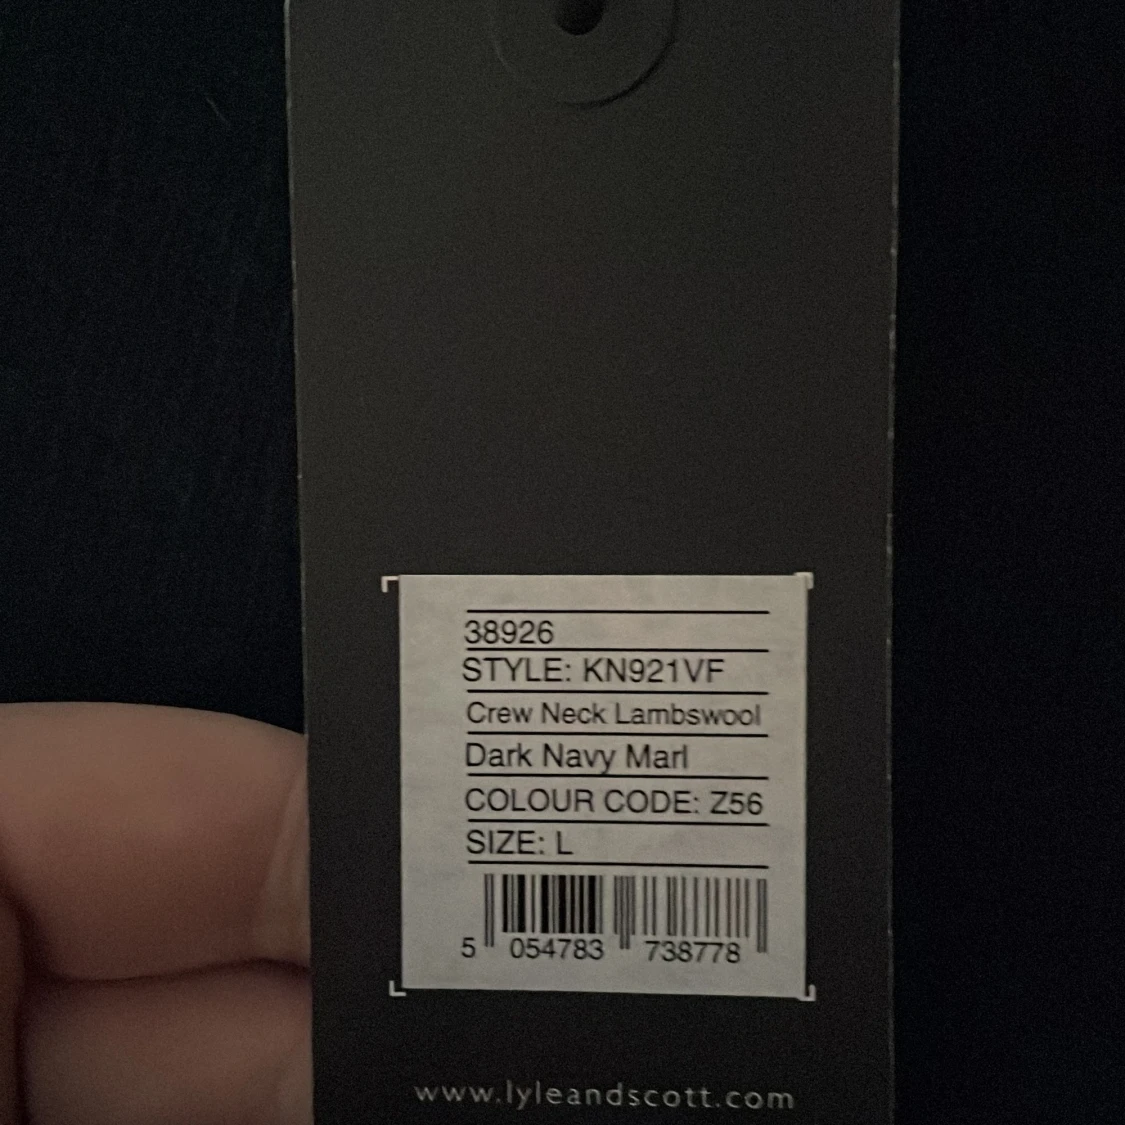 38926
STYLE: KN921VF
Crew Neck Lambswool
Dark Navy Marl
COLOUR CODE: Z56
SIZE: L
5 054783 738778
www.lyleandscott.com